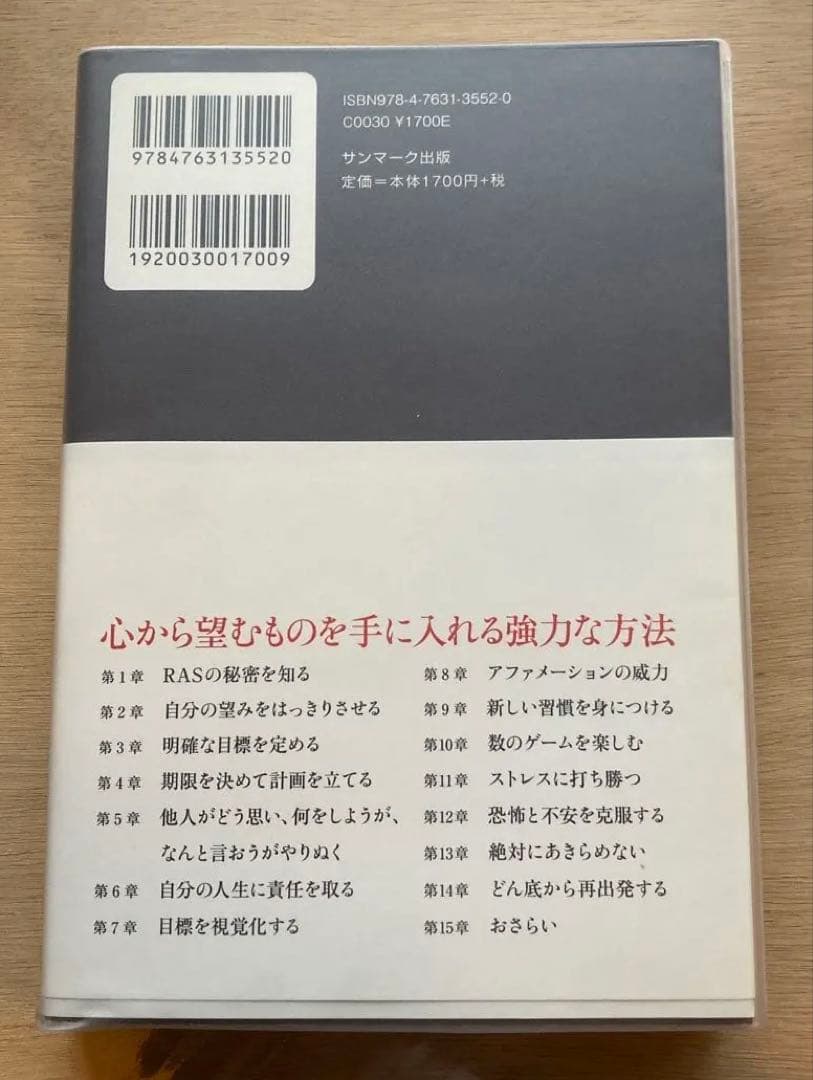 ISBN978-4-7631-3552-0
C0030 ¥1700E
9784763135520
サンマーク出版
定価＝本体1700円+税
1920030017009
心から望むものを手に入れる強力な方法
第1章 RASの秘密を知る
第2章 自分の望みをはっきりさせる
第3章 明確な目標を定める
第4章 期限を決めて計画を立てる
第5章 他人がどう思い、何をしようが、
なんと言おうがやりぬく
第6章 自分の人生に責任を取る
第7章 目標を視覚化する
第8章 アファメーションの威力
第9章 新しい習慣を身につける
第10章 数のゲームを楽しむ
第11章 ストレスに打ち勝つ
第12章 恐怖と不安を克服する
第13章 絶対にあきらめない
第14章 どん底から再出発する
第15章 おさらい